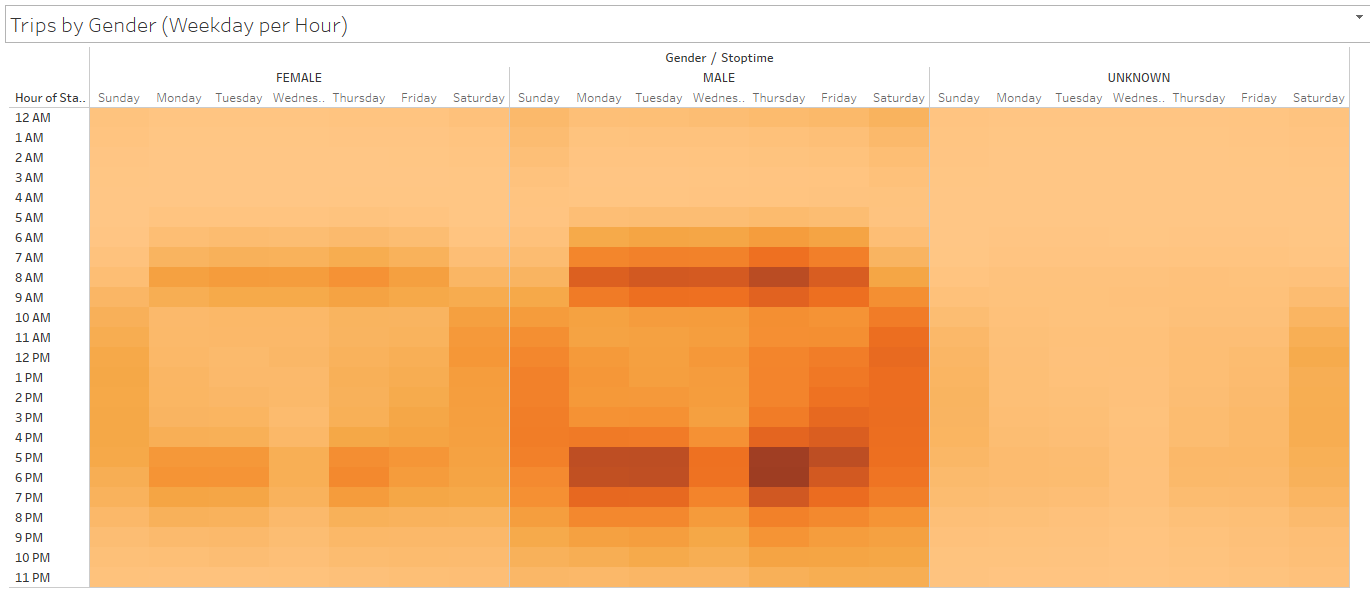 Trips by Gender (Weekday per Hour)
Gender / Stoptime
FEMALE MALE UNKNOWN
Hour of Sta.. Sunday Monday Tuesday Wednes.. Thursday Friday Saturday Sunday Monday Tuesday Wednes.. Thursday Friday Saturday Sunday Monday Tuesday Wednes.. Thursday Friday Saturday
12 AM
1 AM
2 AM
3 AM
4 AM
5 AM
6 AM
7 AM
8 AM
9 AM
10 AM
11 AM
12 PM
1 PM
2 PM
3 PM
4 PM
5 PM
6 PM
7 PM
8 PM
9 PM
10 PM
11 PM